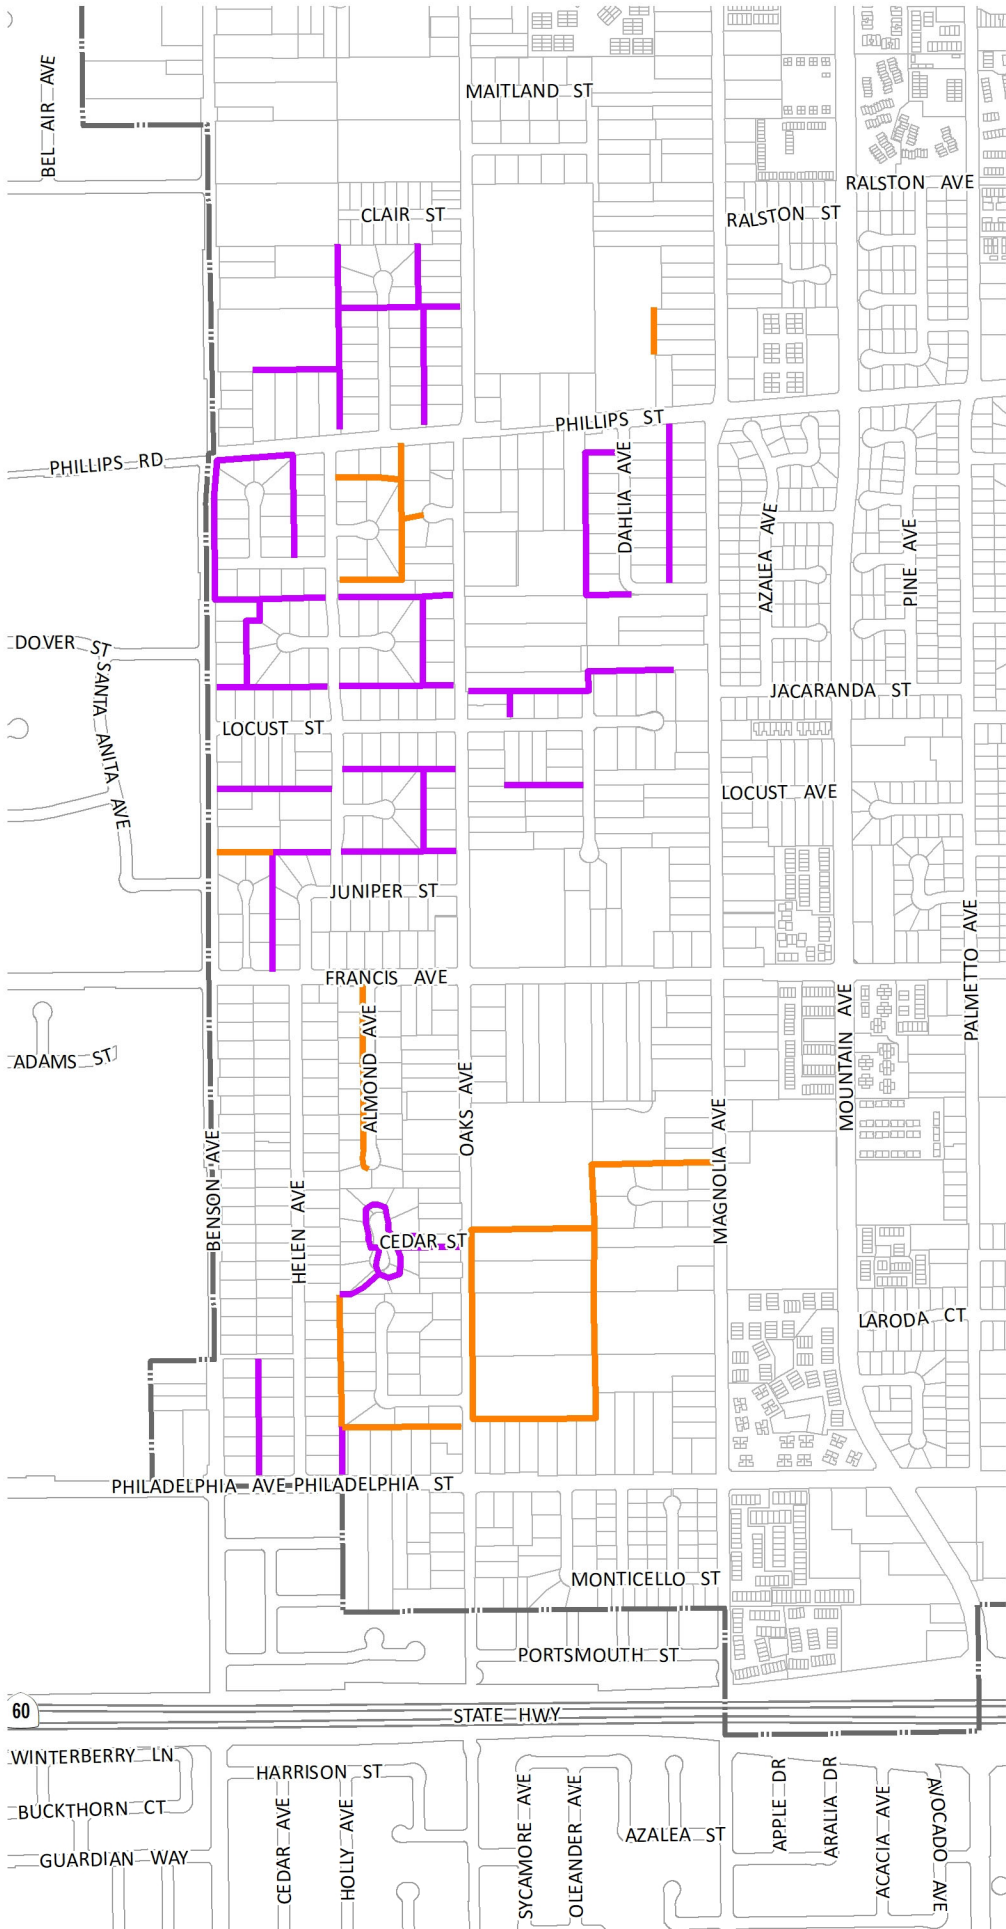 BEL AIR AVE
MAITLAND ST
RALSTON AVE
CLAIR ST
RALSTON ST
PHILLIPS ST
PHILLIPS RD
DAHLIA AVE
AZALEA AVE
PINE AVE
DOVER ST
SANTA ANITA AVE
JACARANDA ST
LOCUST ST
LOCUST AVE
JUNIPER ST
PALMETTO AVE
FRANCIS AVE
ALMOND AVE
MOUNTAIN AVE
ADAMS ST
OAKS AVE
MAGNOLIA AVE
BENSON AVE
HELEN AVE
CEDAR ST
LARODA CT
PHILADELPHIA AVE
PHILADELPHIA ST
MONTICELLO ST
PORTSMOUTH ST
60
STATE HWY
WINTERBERRY LN
HARRISON ST
BUCKTHORN CT
GUARDIAN WAY
CEDAR AVE
HOLLY AVE
SYCAMORE AVE
OLEANDER AVE
AZALEA ST
APPLE DR
ARALIA DR
ACACIA AVE
AVOCADO AVE